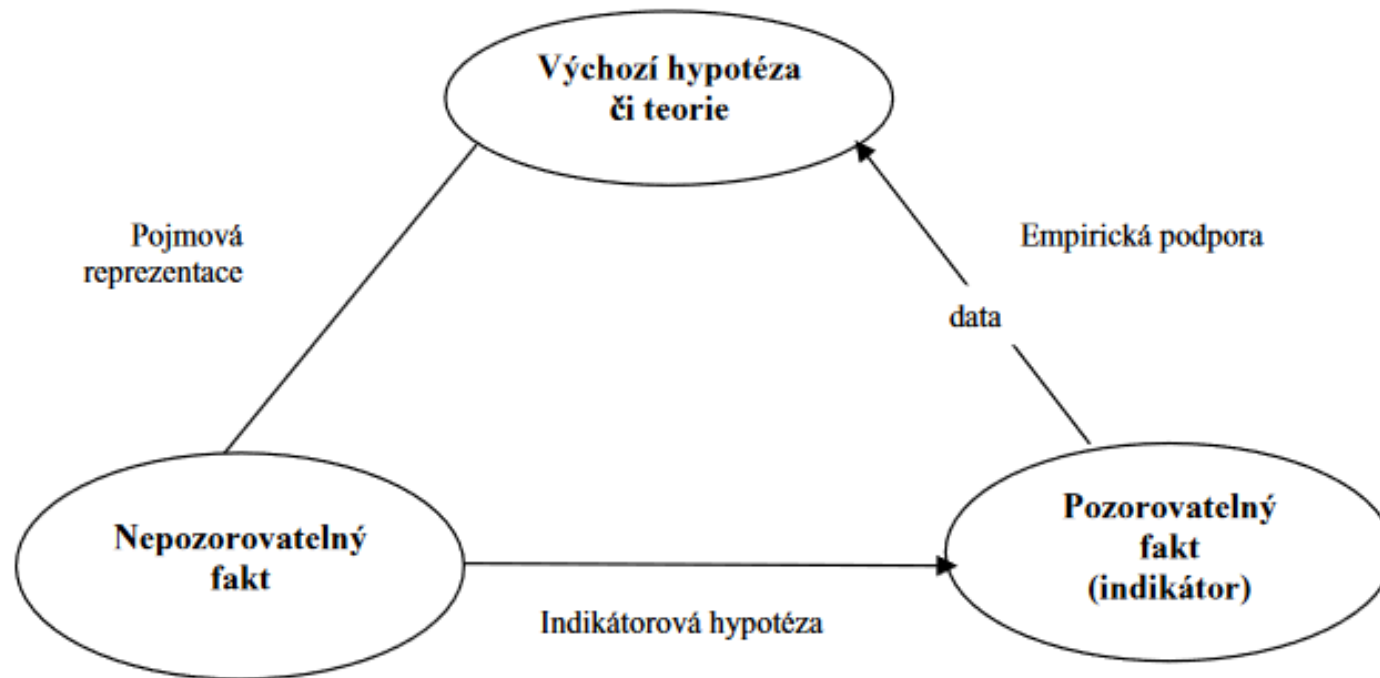 Výchozí hypotéza
či teorie
Pojmová
reprezentace
Empirická podpora
data
Nepozorovatelný
fakt
Pozorovatelný
fakt
(indikátor)
Indikátorová hypotéza